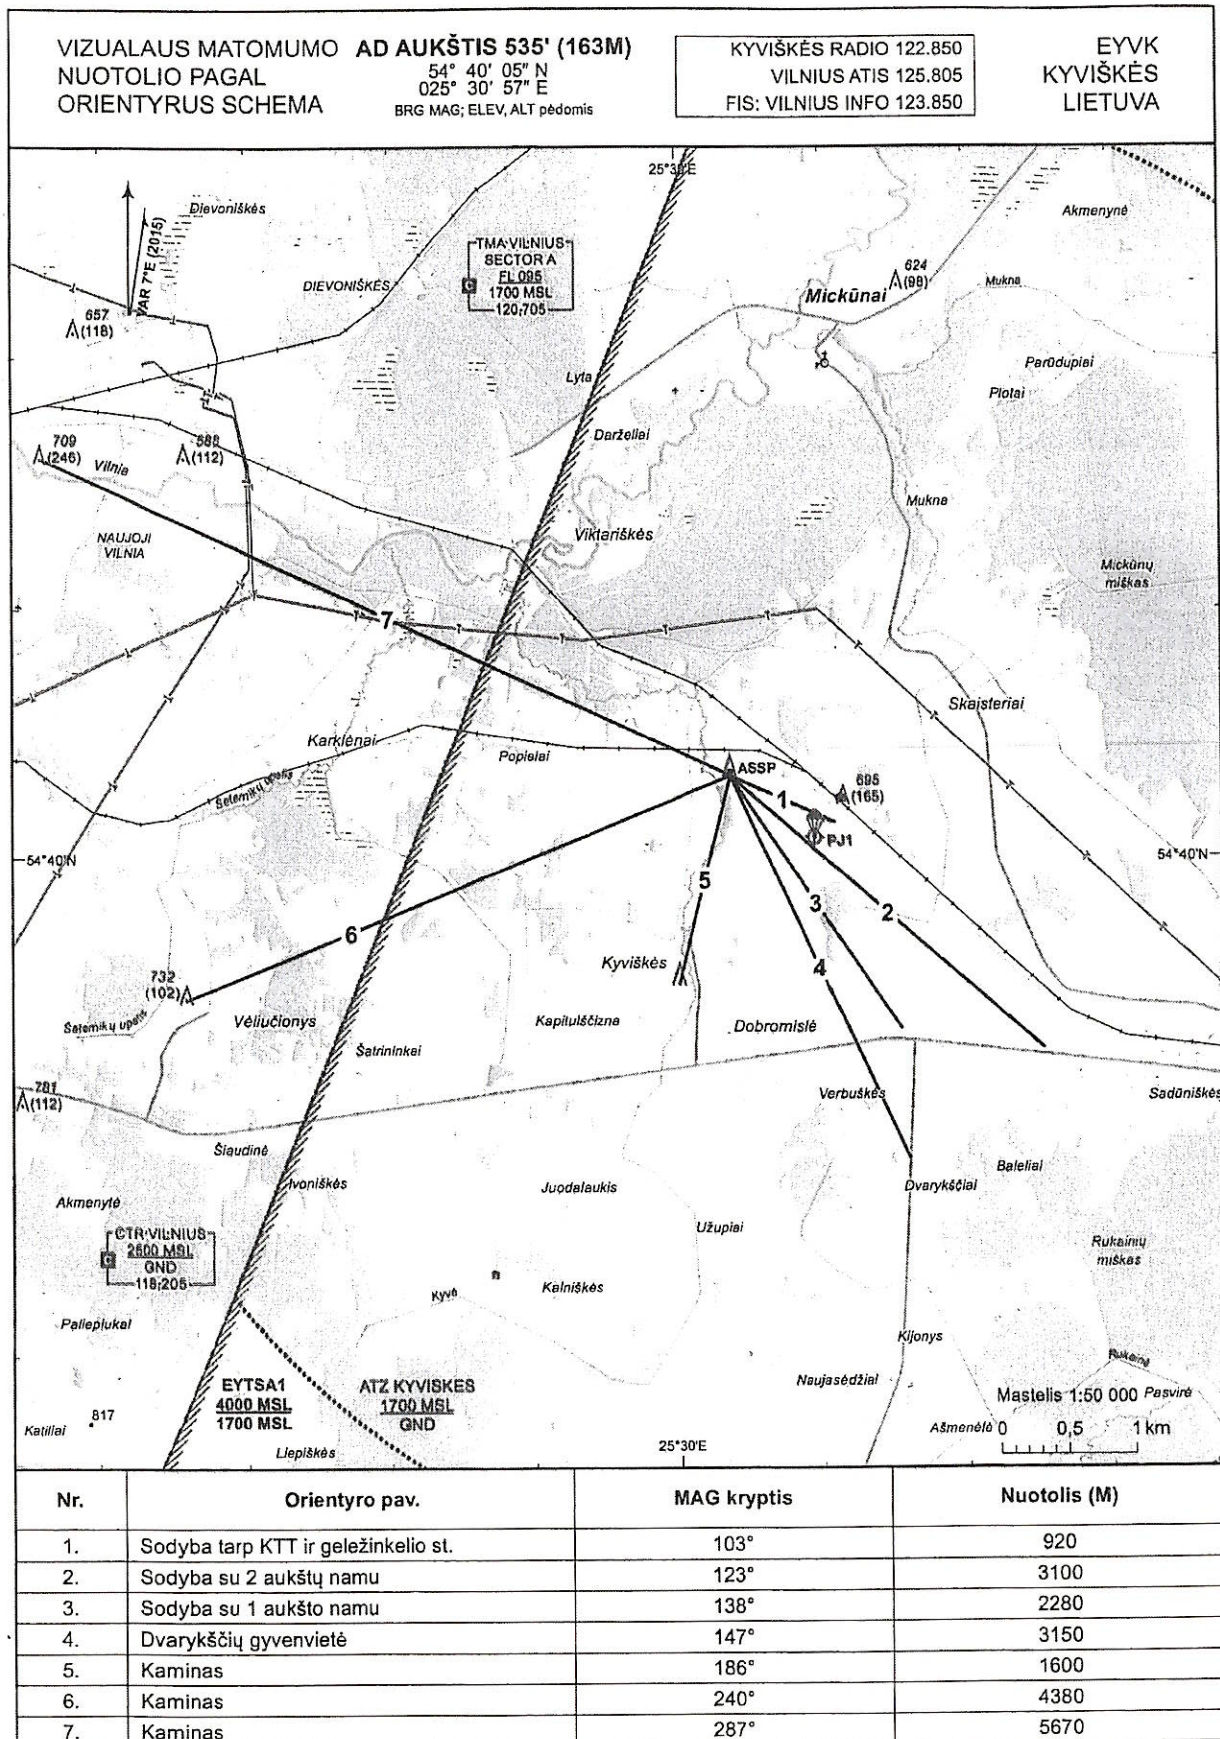 VIZUALAUS MATOMUMO
NUOTOLIO PAGAL
ORIENTYRUS SCHEMA
AD AUKŠTIS 535' (163M)
54° 40' 05" N
025° 30' 57" E
BRG MAG; ELEV, ALT pėdomis
KYVIŠKĖS RADIO 122.850
VILNIUS ATIS 125.805
FIS: VILNIUS INFO 123.850
EYVK
KYVIŠKĖS
LIETUVA
VAR 7°E (2015)
Dievoniškės
DIEVONIŠKĖS
TMA VILNIUS
SECTOR A
FL 095
C
1700 MSL
120,705
Akmenynė
624
(98)
Mickūnai
Mukna
657
(118)
Parūdupiai
Plotai
Lyta
Darželiai
709
(246)
Vilnia
588
(112)
Mukna
Viktariškės
NAUJOJI
VILNIA
Mickūnų
miškas
7
Skaisteriai
Karklėnai
Popielai
Šatemikų upelis
ASSP
695
(165)
1
PJ1
54°40'N
54°40'N
5
3
2
6
4
Kyviškės
732
(102)
Šatemikų upelis
Vėliučionys
Kapitulščizna
Dobromislė
Šatrininkai
781
(112)
Verbuškės
Sadūniškės
Šiaudinė
Ivoniškės
Akmenytė
Juodalaukis
Baleliai
Dvarykščiai
Užupiai
CTR VILNIUS
2600 MSL
C
GND
118,205
Rukainių
miškas
Kalniškės
Kyvė
Kijonys
EYTSA1
4000 MSL
1700 MSL
ATZ KYVISKES
1700 MSL
GND
Naujasėdžiai
Rukainė
Mastelis 1:50 000
Pasvirė
817
Katiliai
Liepiškės
25°30'E
Ašmenėlė
0 0,5 1 km
Nr. Orientyro pav. MAG kryptis Nuotolis (M)
1. Sodyba tarp KTT ir geležinkelio st. 103° 920
2. Sodyba su 2 aukštų namu 123° 3100
3. Sodyba su 1 aukšto namu 138° 2280
4. Dvarykščių gyvenvietė 147° 3150
5. Kaminas 186° 1600
6. Kaminas 240° 4380
7. Kaminas 287° 5670